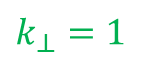 k⊥ = 1